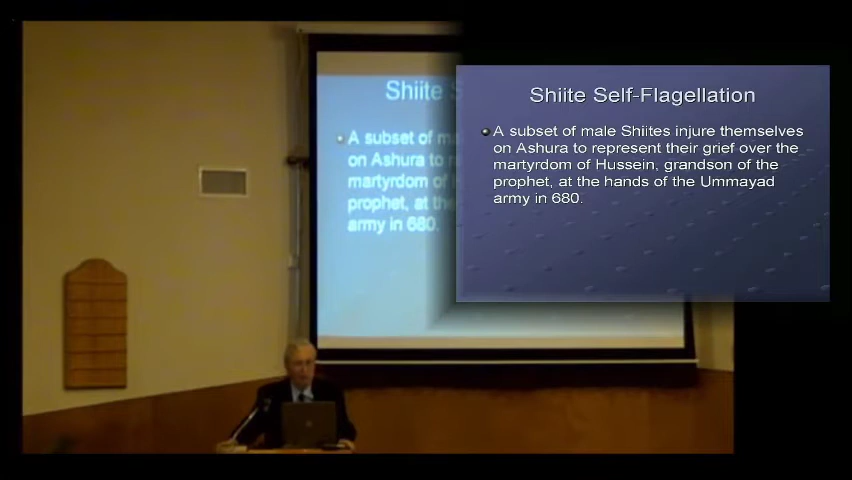 Shiite S
A subset of ma
on Ashura to r
martyrdom of H
prophet, at the
army in 680.
Shiite Self-Flagellation
A subset of male Shiites injure themselves
on Ashura to represent their grief over the
martyrdom of Hussein, grandson of the
prophet, at the hands of the Ummayad
army in 680.